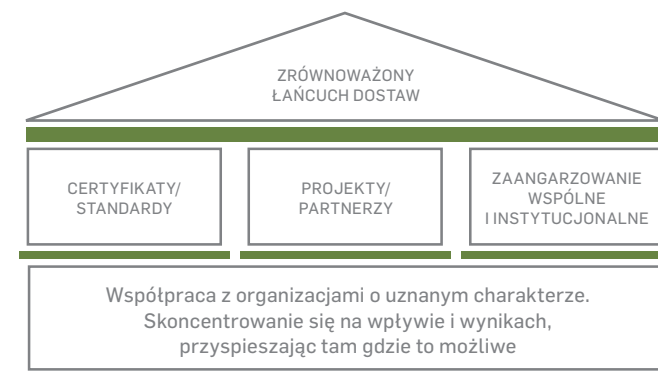 ZRÓWNOWAŻONY
ŁAŃCUCH DOSTAW
CERTYFIKATY/
STANDARDY
PROJEKTY/
PARTNERZY
ZAANGARZOWANIE
WSPÓLNE
I INSTYTUCJONALNE
Współpraca z organizacjami o uznanym charakterze.
Skoncentrowanie się na wpływie i wynikach,
przyspieszając tam gdzie to możliwe